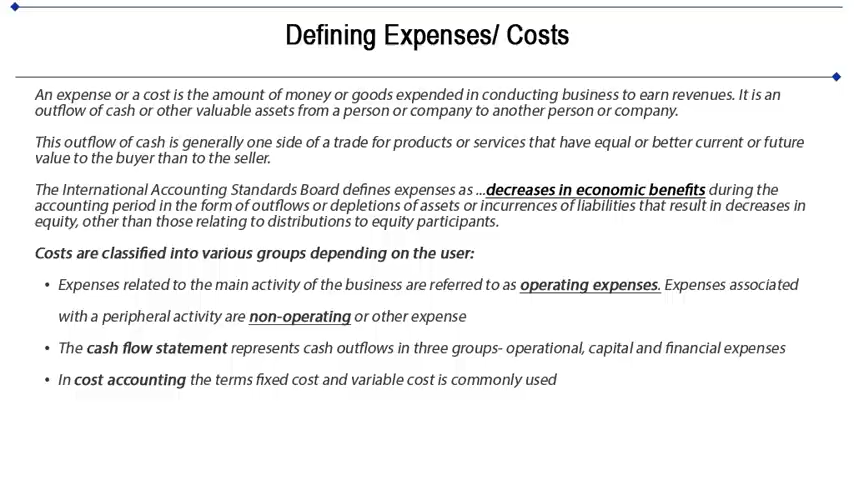 Defining Expenses/ Costs
An expense or a cost is the amount of money or goods expended in conducting business to earn revenues. It is an
outflow of cash or other valuable assets from a person or company to another person or company.
This outflow of cash is generally one side of a trade for products or services that have equal or better current or future
value to the buyer than to the seller.
The International Accounting Standards Board defines expenses as ...decreases in economic benefits during the
accounting period in the form of outflows or depletions of assets or incurrences of liabilities that result in decreases in
equity, other than those relating to distributions to equity participants.
Costs are classified into various groups depending on the user:
• Expenses related to the main activity of the business are referred to as operating expenses. Expenses associated
with a peripheral activity are non-operating or other expense
• The cash flow statement represents cash outflows in three groups- operational, capital and financial expenses
• In cost accounting the terms fixed cost and variable cost is commonly used